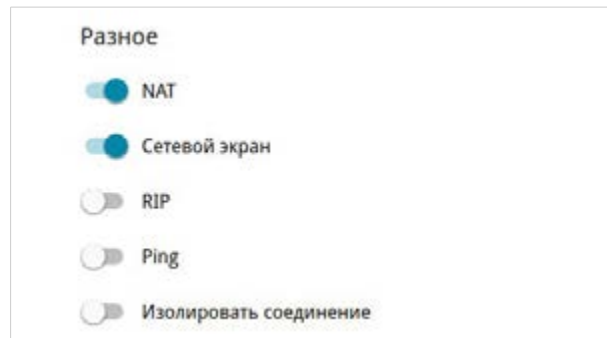 Разное
NAT
Сетевой экран
RIP
Ping
Изолировать соединение